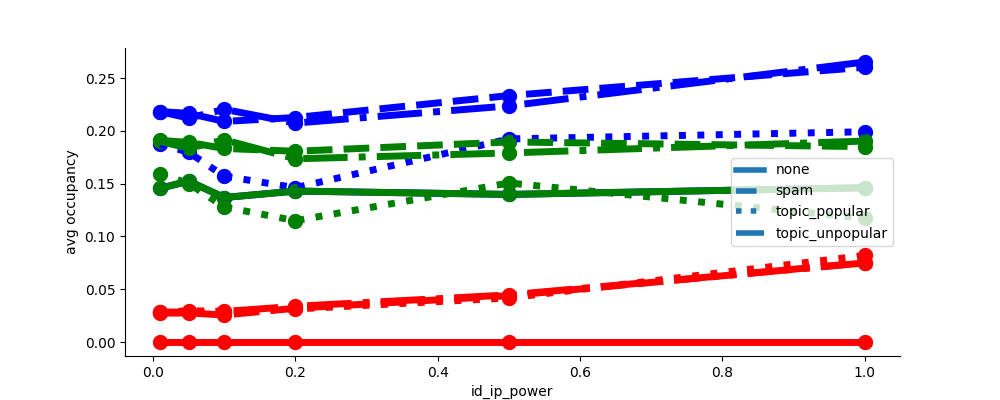 0.25
0.20
0.15
0.10
0.05
0.00
avg occupancy
none
spam
topic_popular
topic_unpopular
0.0 0.2 0.4 0.6 0.8 1.0
id_ip_power